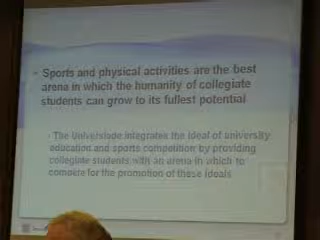 Sports and physical activities are the best
arena in which the humanity of collegiate
students can grow to its fullest potential
The Universiade integrates the ideal of university
education and sports competition by providing
collegiate students with an arena in which to
compete for the promotion of these ideals